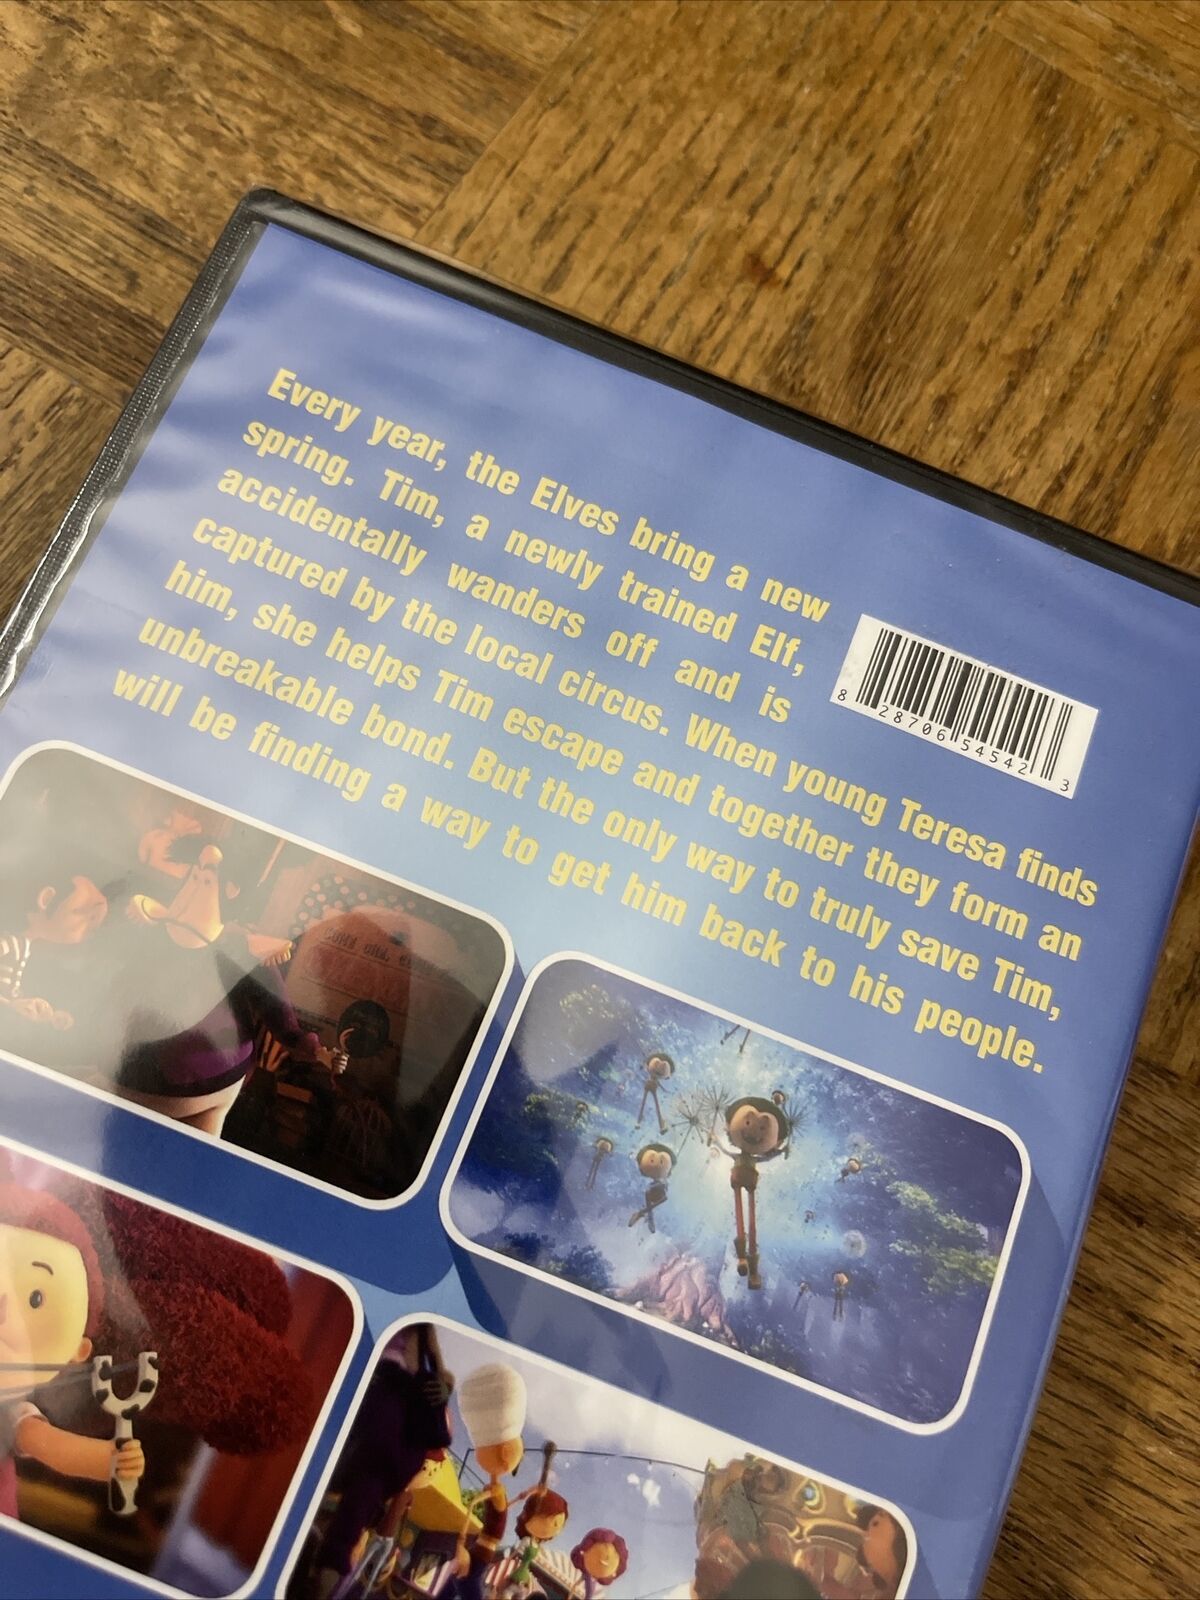 Every year, the Elves bring a new
spring. Tim, a newly trained Elf,
accidentally wanders off and is
captured by the local circus. When young Teresa finds
him, she helps Tim escape and together they form an
unbreakable bond. But the only way to truly save Tim,
will be finding a way to get him back to his people.
8 28706 54542 3